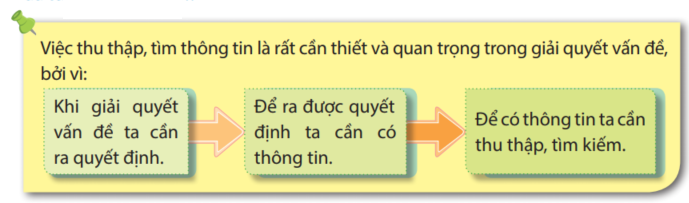 Việc thu thập, tìm thông tin là rất cần thiết và quan trọng trong giải quyết vấn đề,
bởi vì:
Khi giải quyết
vấn đề ta cần
ra quyết định.
Để ra được quyết
định ta cần có
thông tin.
Để có thông tin ta cần
thu thập, tìm kiếm.